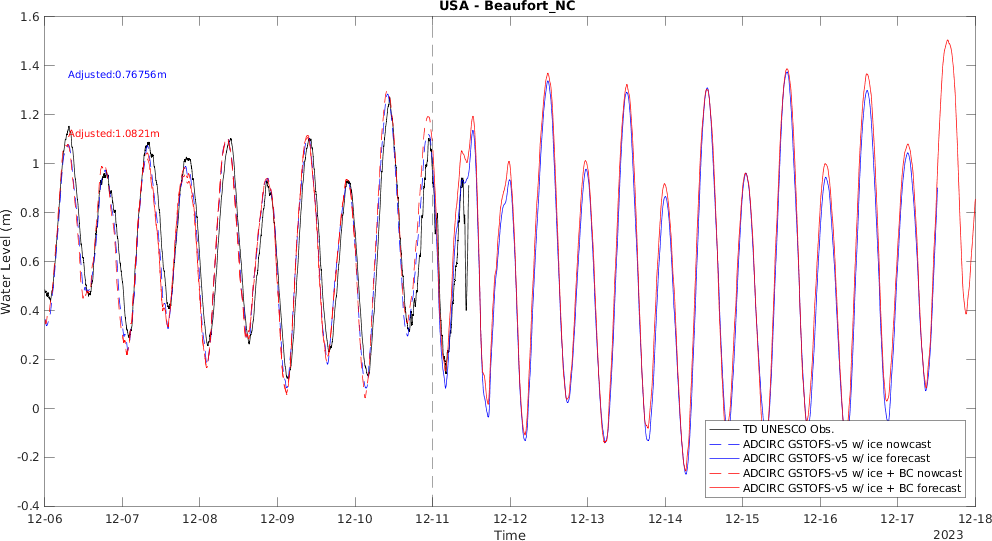 USA - Beaufort_NC
1.6
1.4
1.2
1
0.8
0.6
0.4
0.2
0
-0.2
-0.4
Water Level (m)
Adjusted:0.76756m
Adjusted:1.0821m
TD UNESCO Obs.
ADCIRC GSTOFS-v5 w/ ice nowcast
ADCIRC GSTOFS-v5 w/ ice forecast
ADCIRC GSTOFS-v5 w/ ice + BC nowcast
ADCIRC GSTOFS-v5 w/ ice + BC forecast
12-06 12-07 12-08 12-09 12-10 12-11 12-12 12-13 12-14 12-15 12-16 12-17 12-18
Time
2023